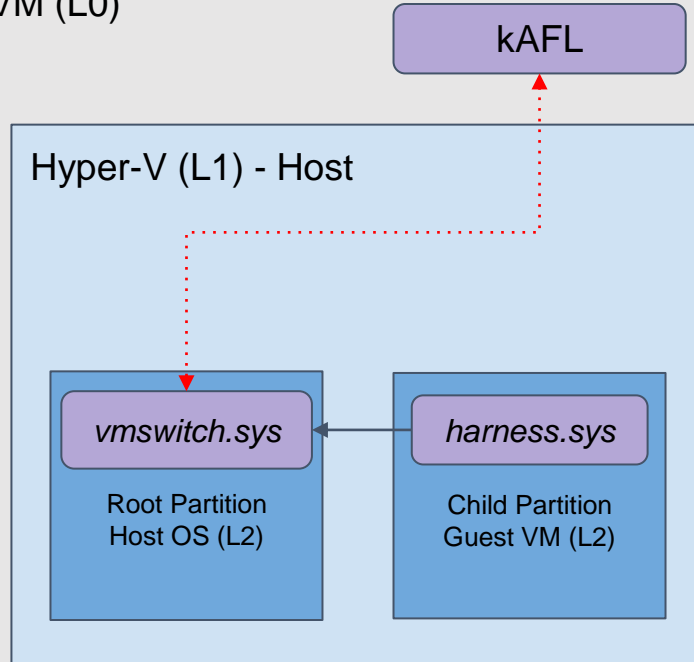 VM (L0)
kAFL
Hyper-V (L1) - Host
vmswitch.sys
harness.sys
Root Partition
Host OS (L2)
Child Partition
Guest VM (L2)